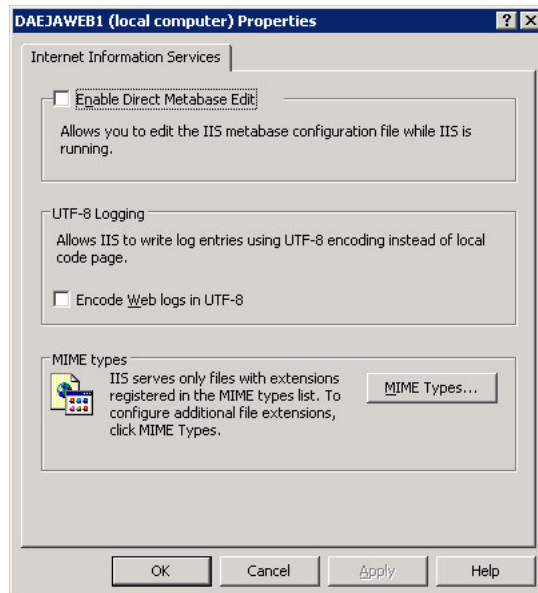 DAEJAWEB1 (local computer) Properties
Internet Information Services
Enable Direct Metabase Edit
Allows you to edit the IIS metabase configuration file while IIS is
running.
UTF-8 Logging
Allows IIS to write log entries using UTF-8 encoding instead of local
code page.
Encode Web logs in UTF-8
MIME types
IIS serves only files with extensions
registered in the MIME types list. To
configure additional file extensions,
click MIME Types.
MIME Types...
OK Cancel Apply Help